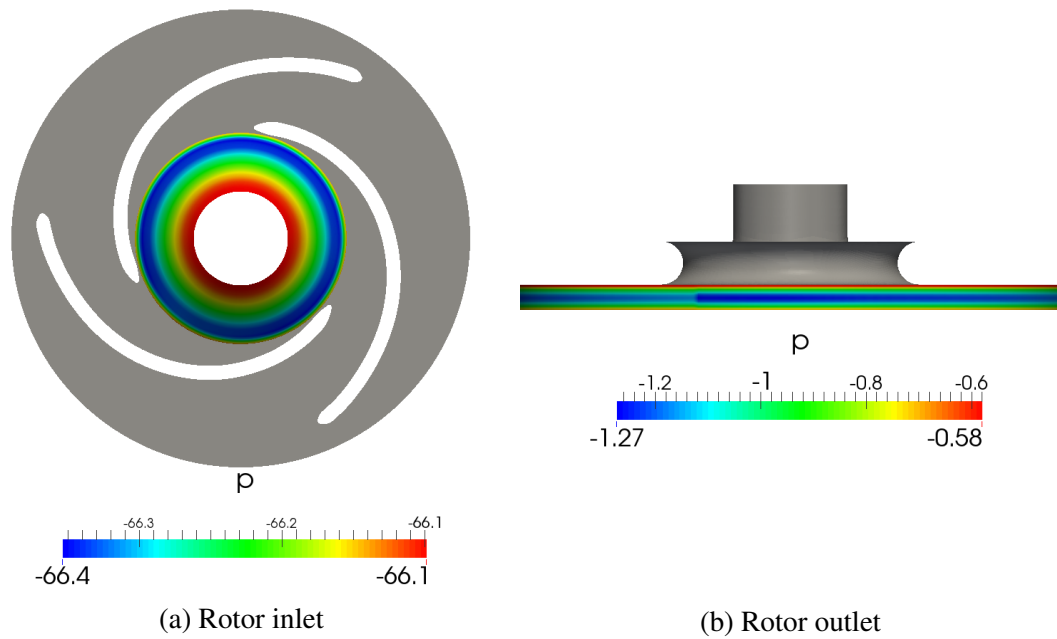 p
-66.3 -66.2 -66.1
-66.4 -66.1
(a) Rotor inlet
p
-1.2 -1 -0.8 -0.6
-1.27 -0.58
(b) Rotor outlet